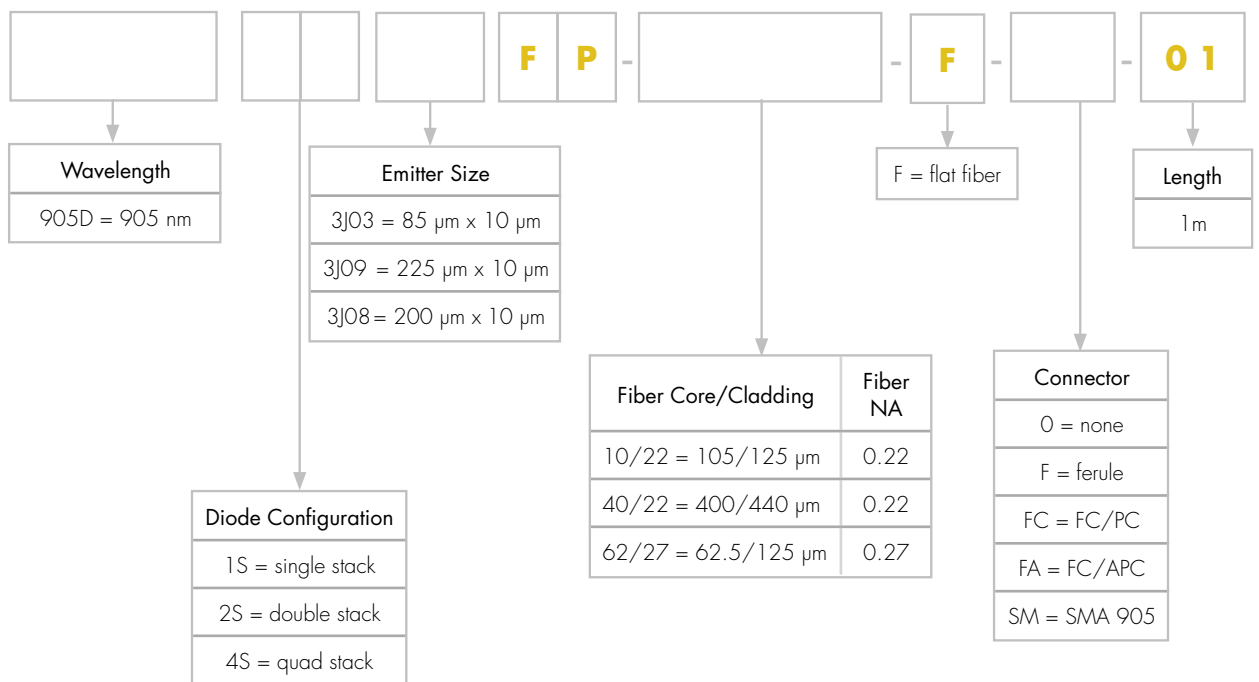 F P - - F - - 0 1
Wavelength
905D = 905 nm
Emitter Size
3J03 = 85 µm x 10 µm
3J09 = 225 µm x 10 µm
3J08 = 200 µm x 10 µm
F = flat fiber
Length
1m
Fiber Core/Cladding Fiber NA
10/22 = 105/125 µm 0.22
40/22 = 400/440 µm 0.22
62/27 = 62.5/125 µm 0.27
Connector
0 = none
F = ferule
FC = FC/PC
FA = FC/APC
SM = SMA 905
Diode Configuration
1S = single stack
2S = double stack
4S = quad stack